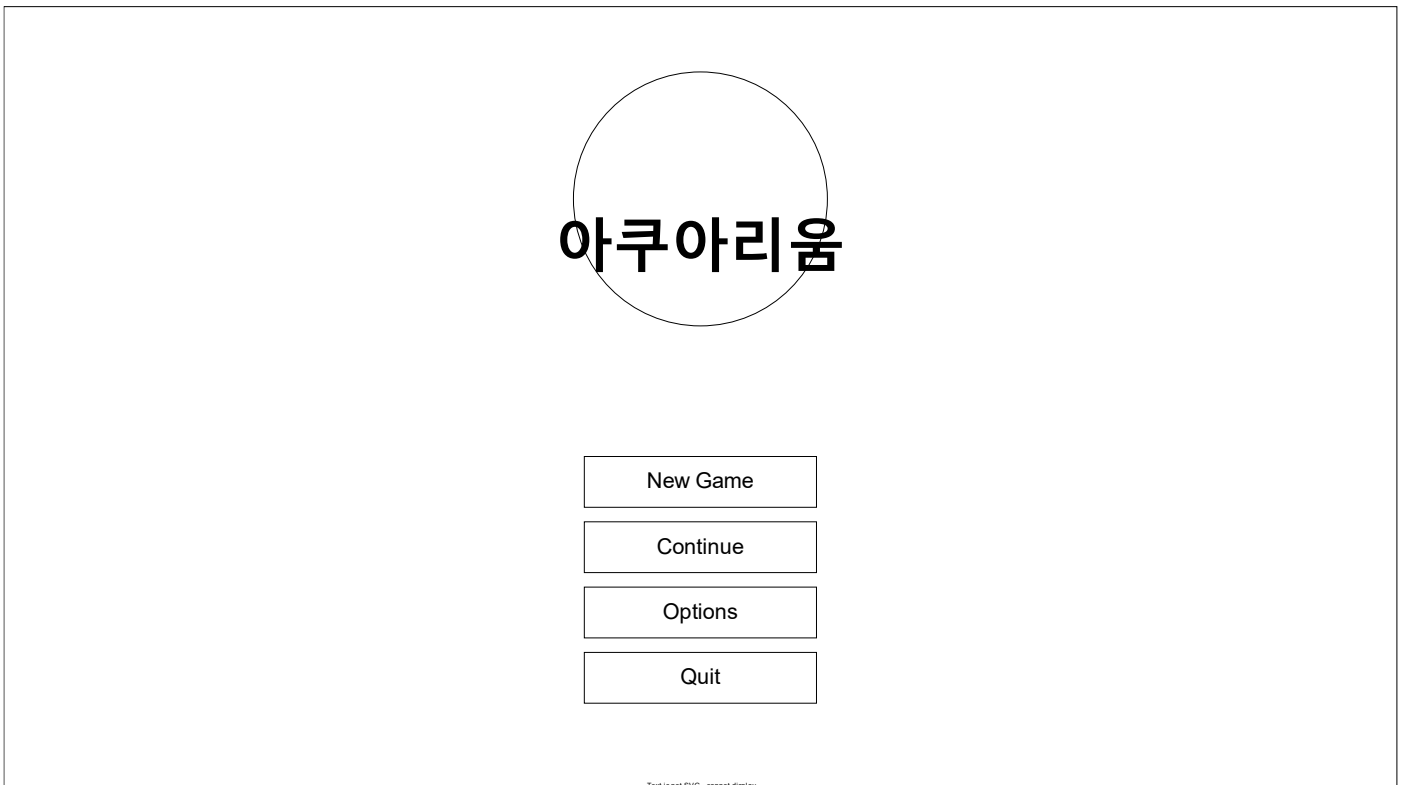 아쿠아리움
New Game
Continue
Options
Quit